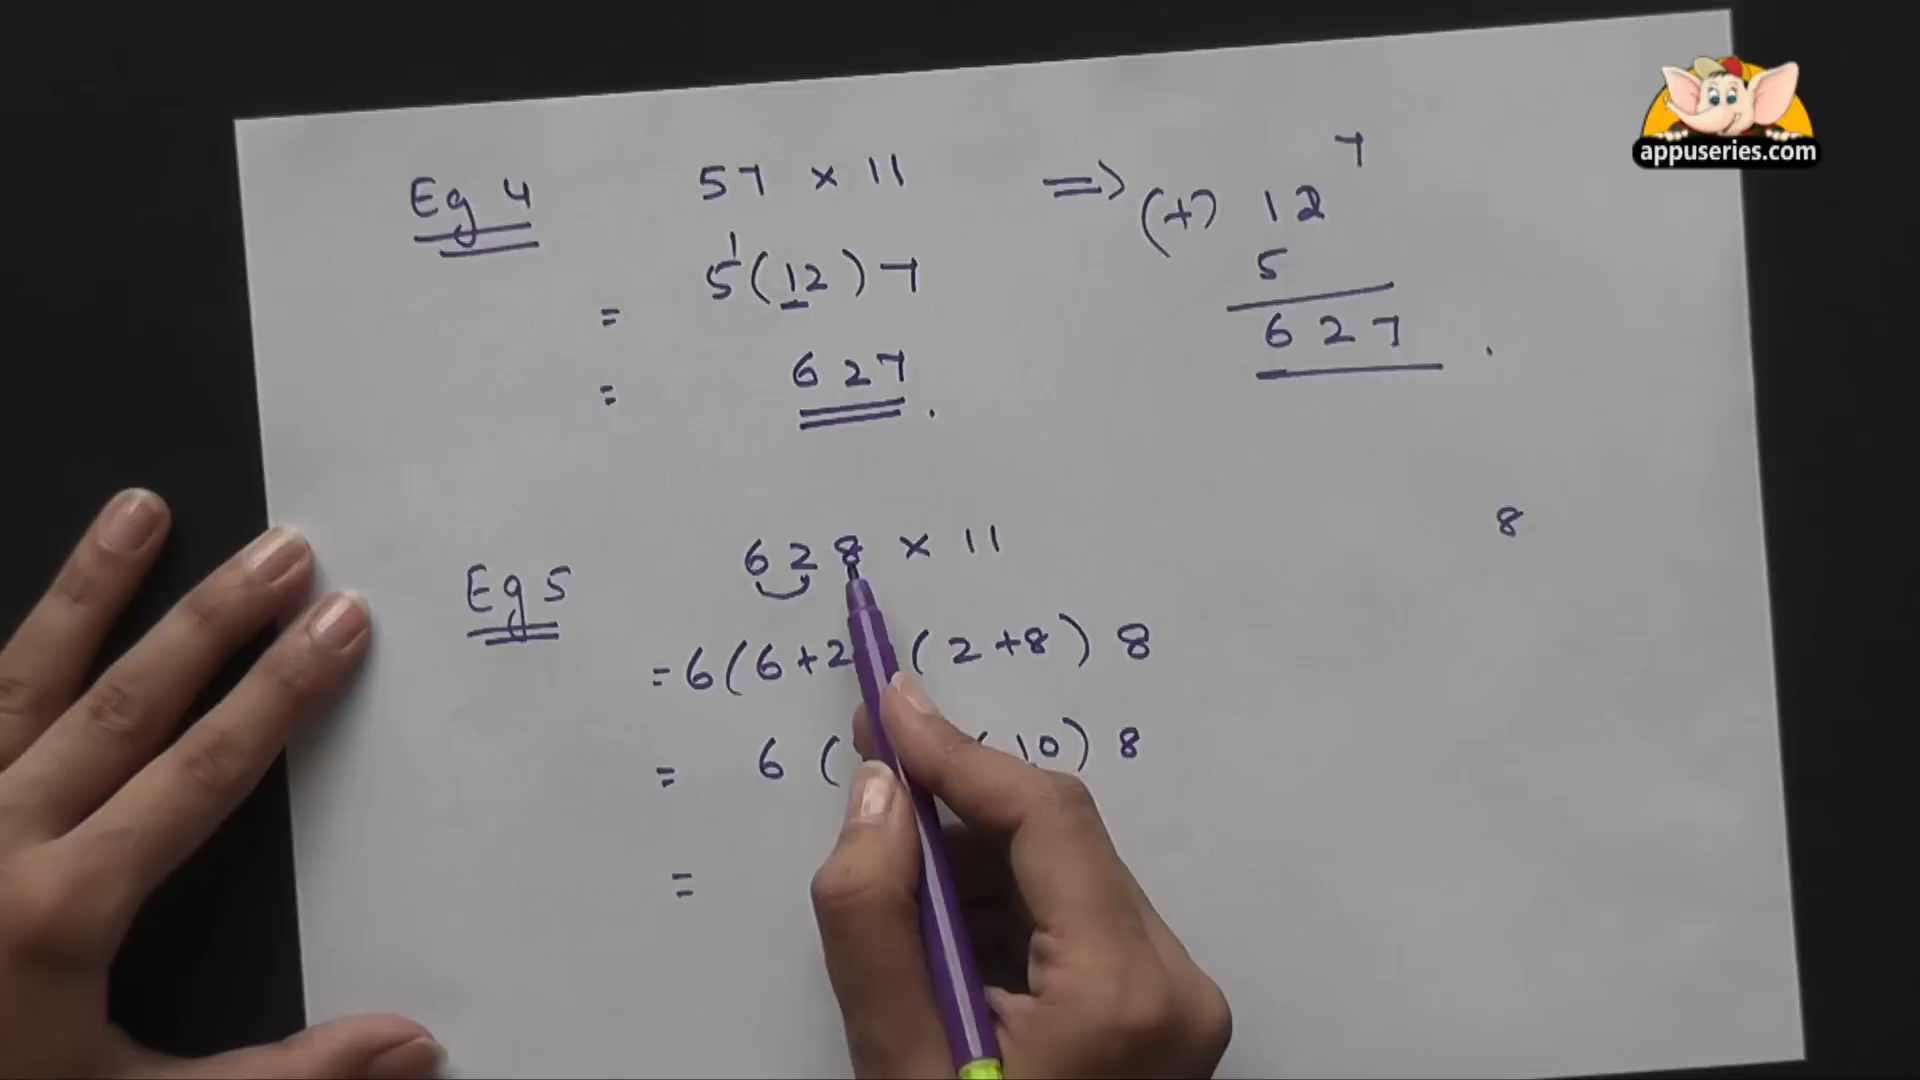 appuseries.com
Eg 4
57 × 11
= 5¹(12)7
= 627.
=> 7
(+) 12
5
627.
Eg 5
628 × 11
= 6(6+2 (2+8) 8
= 6 ( (10) 8
=
8